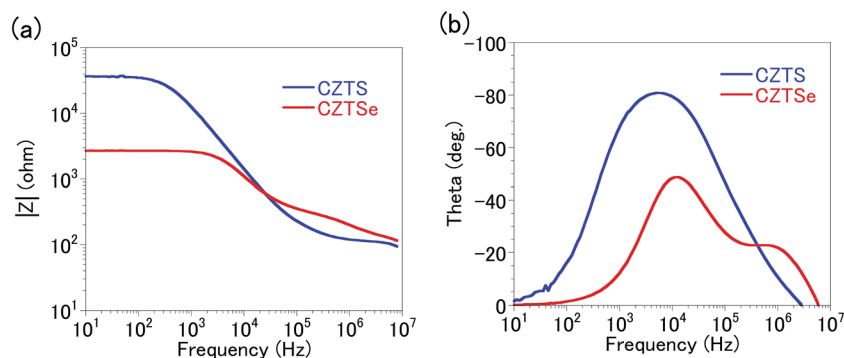 (a)
10^5
10^4
10^3
10^2
10^1
|Z| (ohm)
CZTS
CZTSe
10^1 10^2 10^3 10^4 10^5 10^6 10^7
Frequency (Hz)
(b)
-100
-80
-60
-40
-20
0
Theta (deg.)
CZTS
CZTSe
10^1 10^2 10^3 10^4 10^5 10^6 10^7
Frequency (Hz)